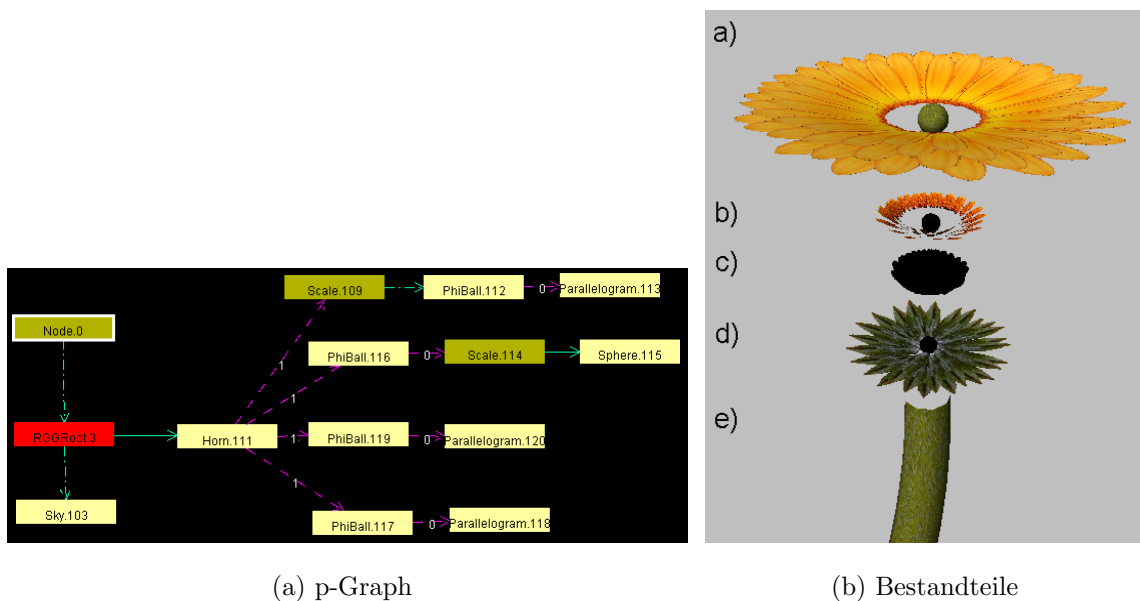 Scale.109
PhiBall.112
0
Parallelogram.113
Node.0
1
PhiBall.116
0
Scale.114
Sphere.115
1
RGGRoot.3
Horn.111
1
PhiBall.119
0
Parallelogram.120
1
Sky.103
PhiBall.117
0
Parallelogram.118
(a) p-Graph
a)
b)
c)
d)
e)
(b) Bestandteile